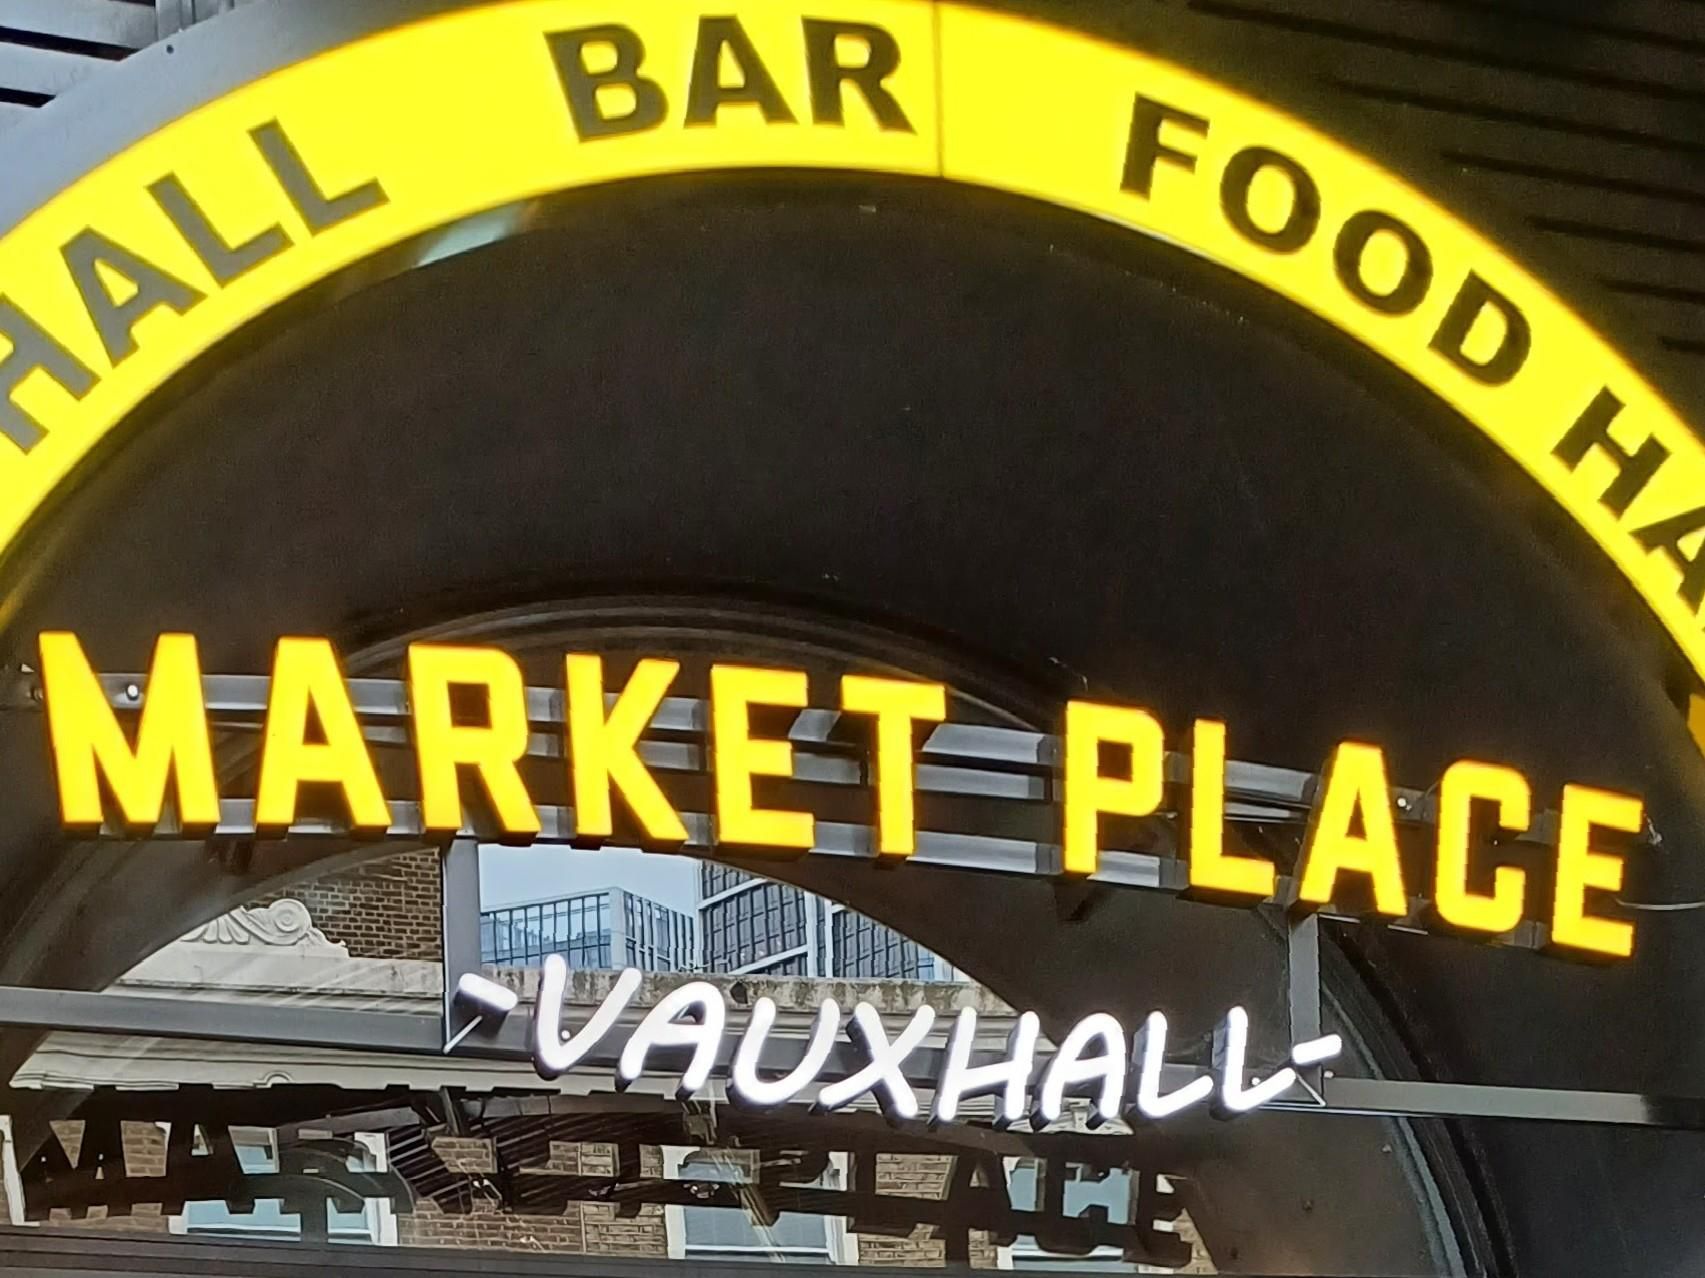 HALL BAR FOOD HA
MARKET PLACE
-VAUXHALL-